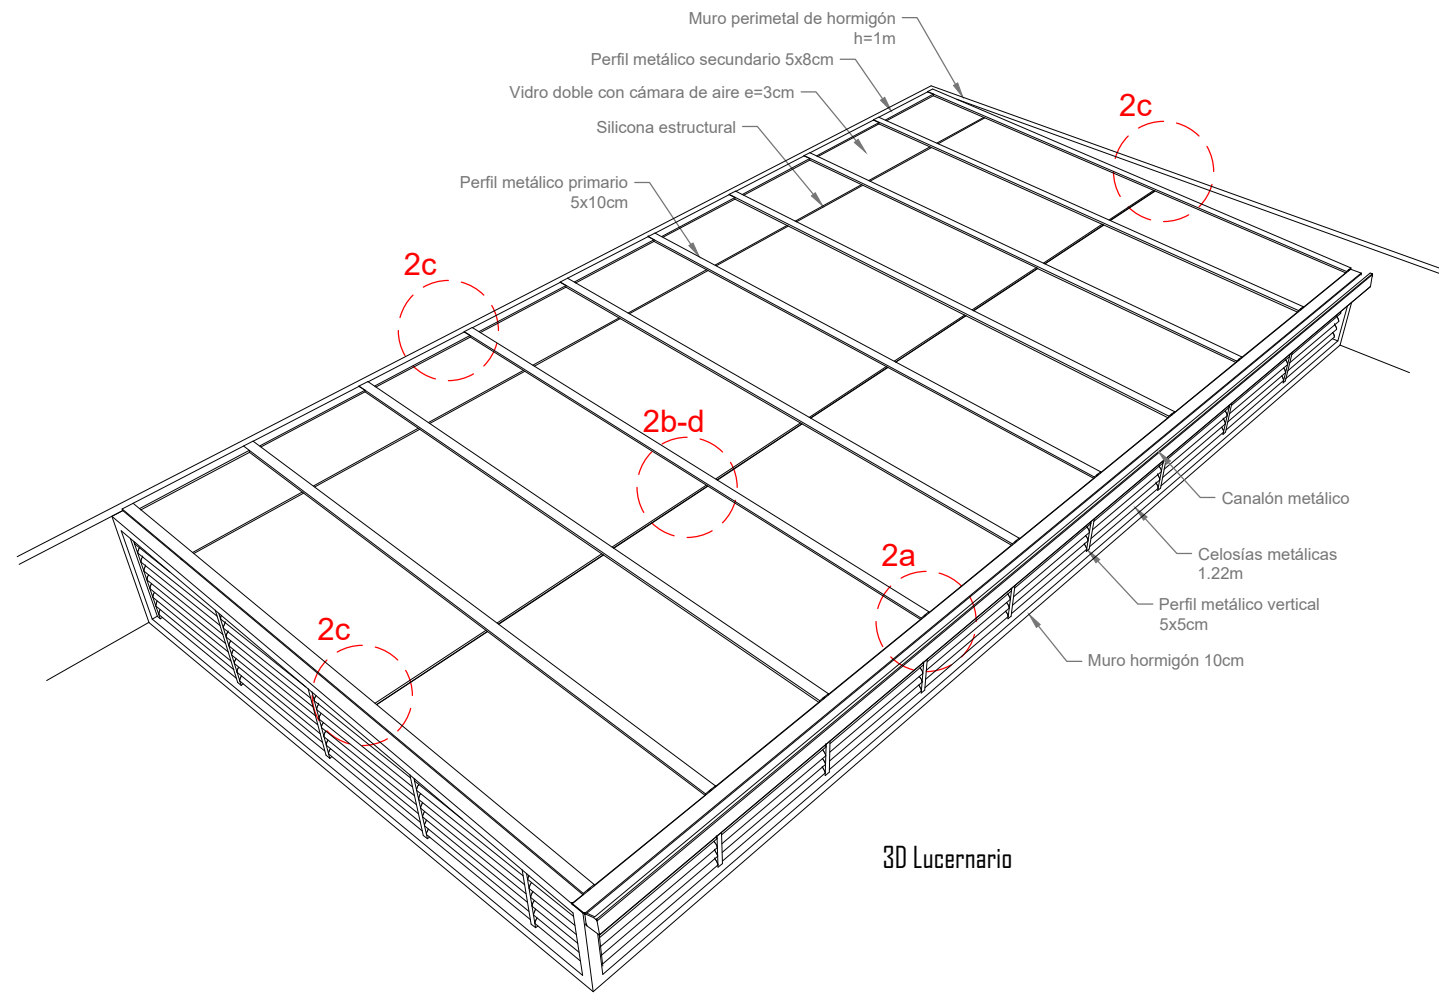 Muro perimetal de hormigón
h=1m
Perfil metálico secundario 5x8cm
Vidro doble con cámara de aire e=3cm
2c
Silicona estructural
Perfil metálico primario
5x10cm
2c
2b-d
Canalón metálico
2a
Celosías metálicas
1.22m
Perfil metálico vertical
5x5cm
2c
Muro hormigón 10cm
3D Lucernario